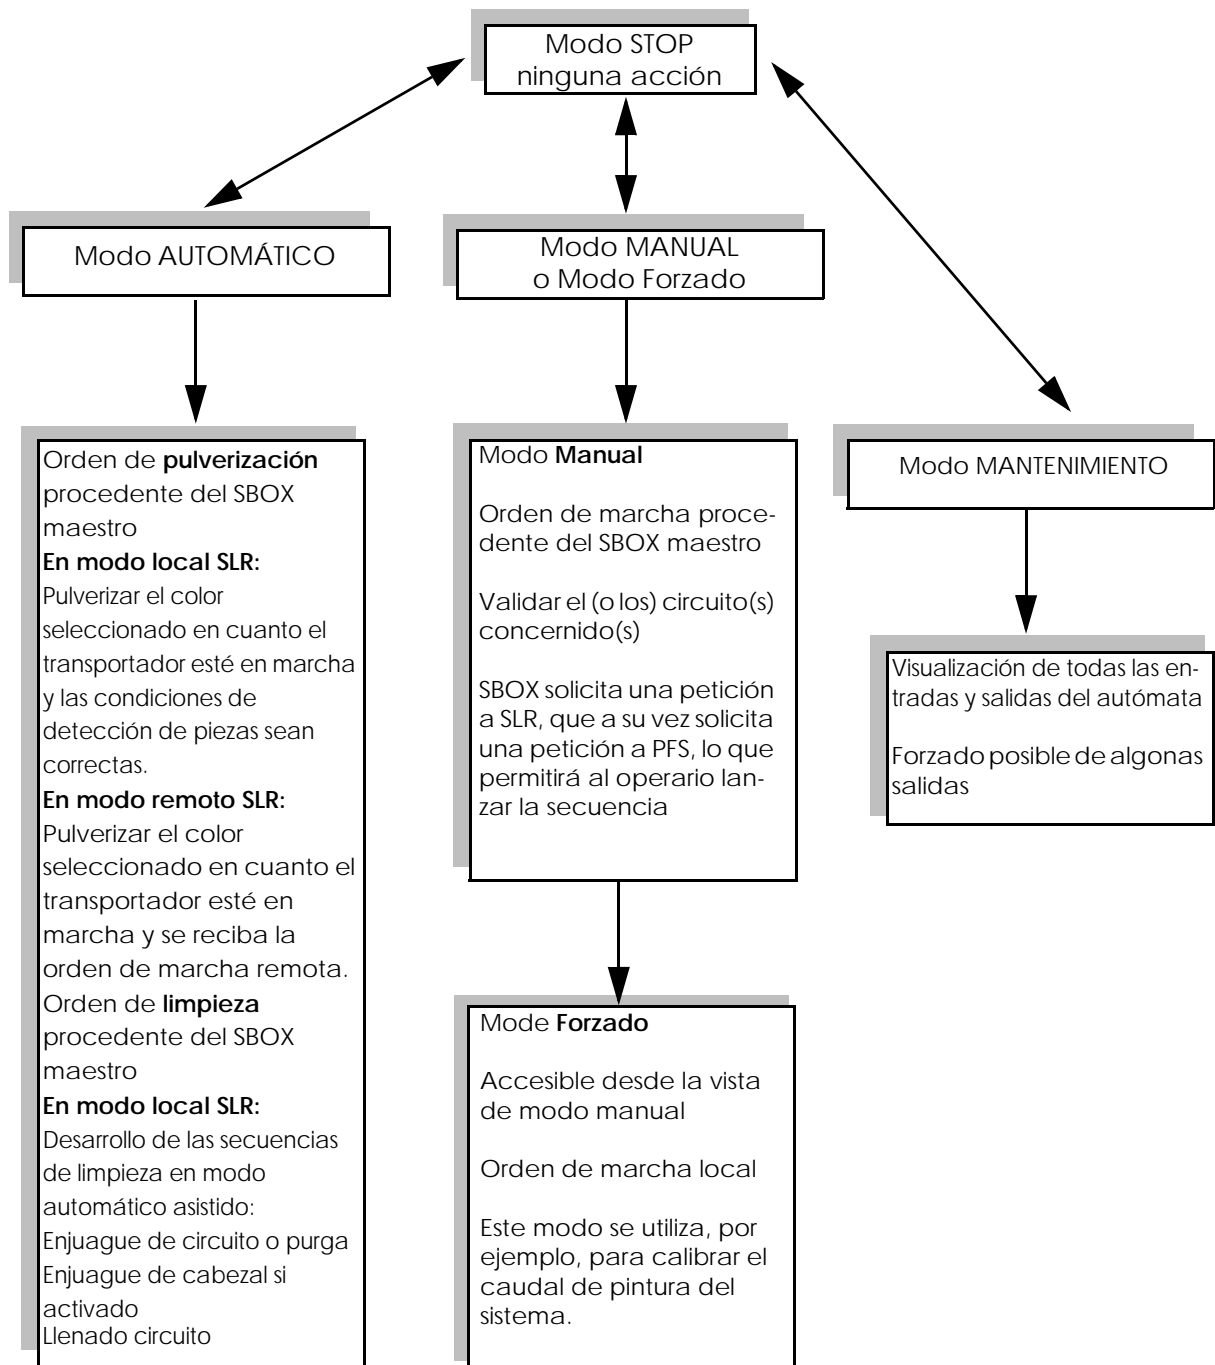 Modo STOP
ninguna acción
Modo AUTOMÁTICO
Modo MANUAL
o Modo Forzado
Orden de pulverización
procedente del SBOX
maestro
En modo local SLR:
Pulverizar el color
seleccionado en cuanto el
transportador esté en marcha
y las condiciones de
detección de piezas sean
correctas.
En modo remoto SLR:
Pulverizar el color
seleccionado en cuanto el
transportador esté en
marcha y se reciba la
orden de marcha remota.
Orden de limpieza
procedente del SBOX
maestro
En modo local SLR:
Desarrollo de las secuencias
de limpieza en modo
automático asistido:
Enjuague de circuito o purga
Enjuague de cabezal si
activado
Llenado circuito
Modo Manual
Orden de marcha proce-
dente del SBOX maestro
Validar el (o los) circuito(s)
concernido(s)
SBOX solicita una petición
a SLR, que a su vez solicita
una petición a PFS, lo que
permitirá al operario lan-
zar la secuencia
Mode Forzado
Accesible desde la vista
de modo manual
Orden de marcha local
Este modo se utiliza, por
ejemplo, para calibrar el
caudal de pintura del
sistema.
Modo MANTENIMIENTO
Visualización de todas las en-
tradas y salidas del autómata
Forzado posible de algonas
salidas